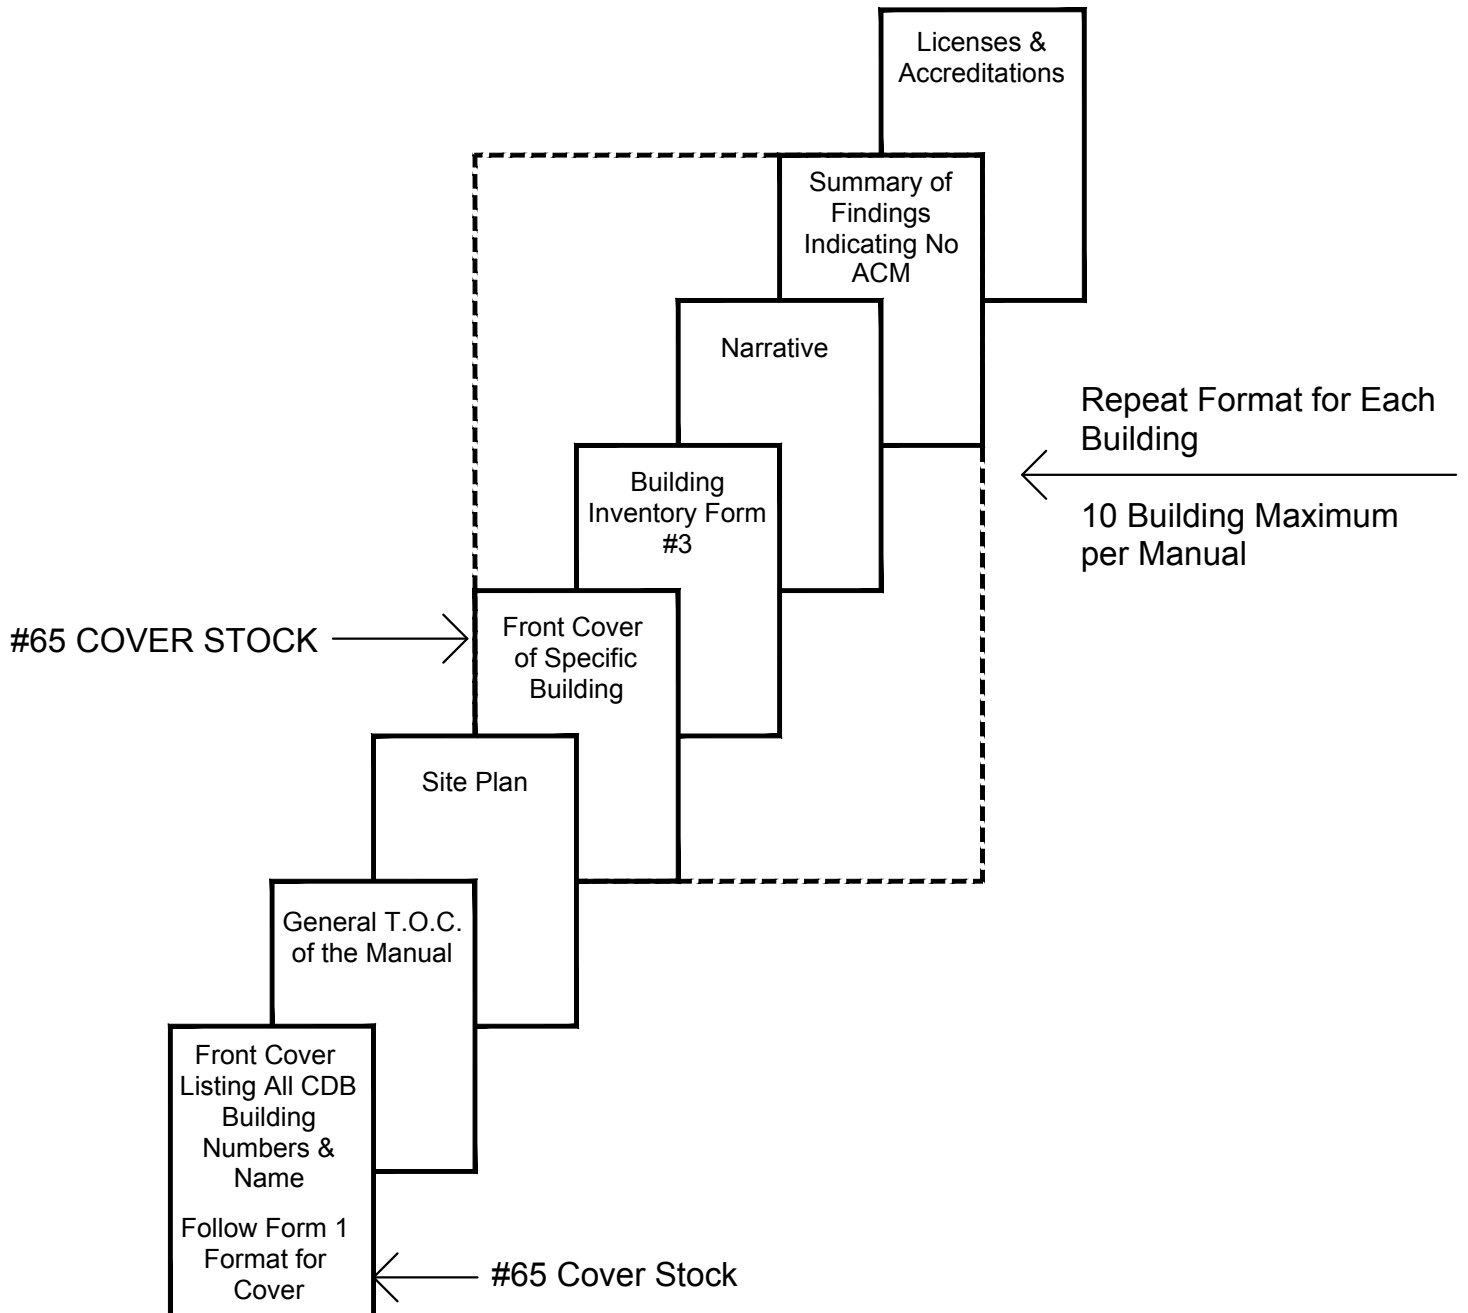 Licenses &
Accreditations
Summary of
Findings
Indicating No
ACM
Narrative
Repeat Format for Each
Building
10 Building Maximum
per Manual
Building
Inventory Form
#3
#65 COVER STOCK
Front Cover
of Specific
Building
Site Plan
General T.O.C.
of the Manual
Front Cover
Listing All CDB
Building
Numbers &
Name
Follow Form 1
Format for
Cover
#65 Cover Stock